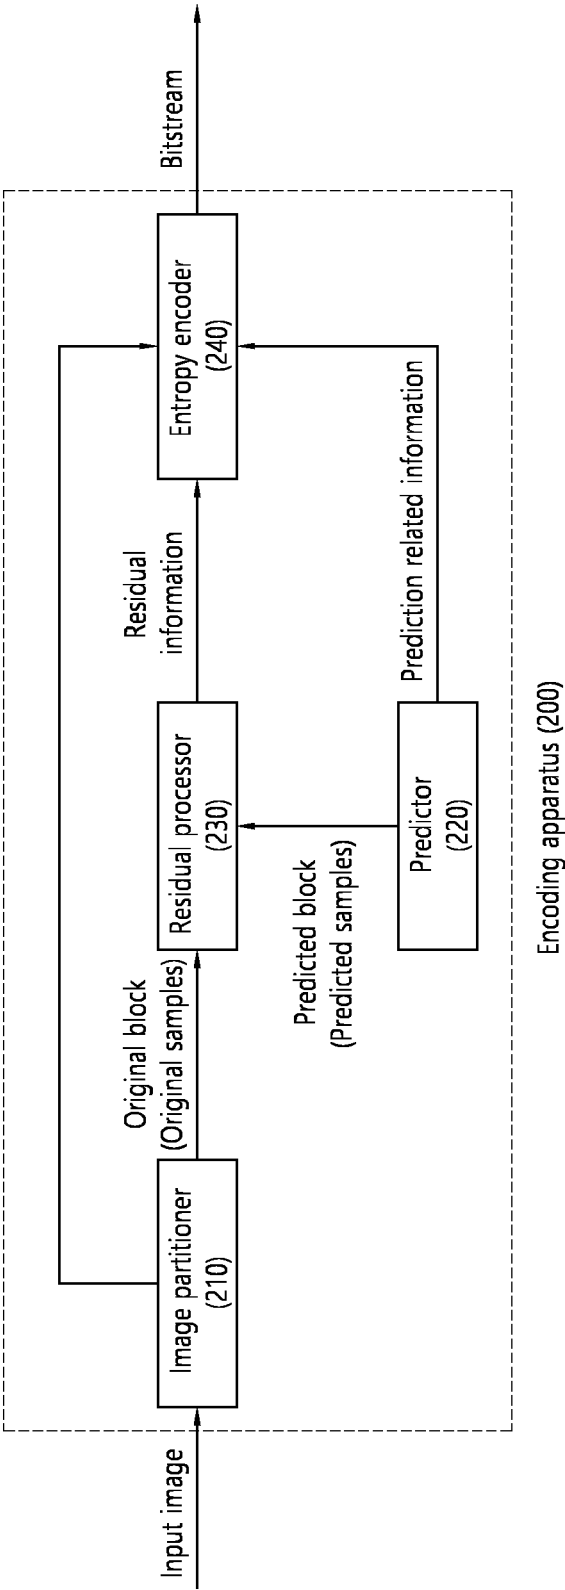 Input image
Image partitioner
(210)
Original block
(Original samples)
Residual processor
(230)
Residual
information
Entropy encoder
(240)
Bitstream
Predicted block
(Predicted samples)
Predictor
(220)
Prediction related information
Encoding apparatus (200)